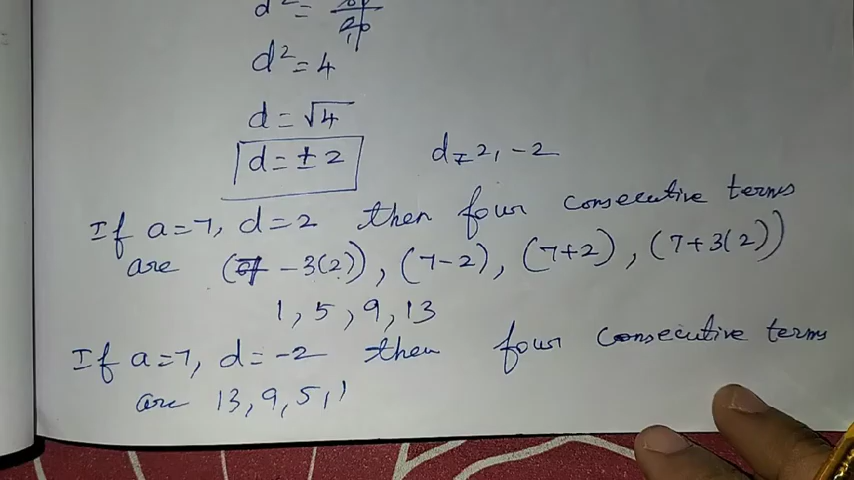 d² =
d² = 4
d = √4
d = ± 2    d = 2, -2
If a=7, d=2 then four consecutive terms
are (7 - 3(2)), (7-2), (7+2), (7+3(2))
1, 5, 9, 13
If a=7, d=-2 then four consecutive terms
are 13, 9, 5, 1